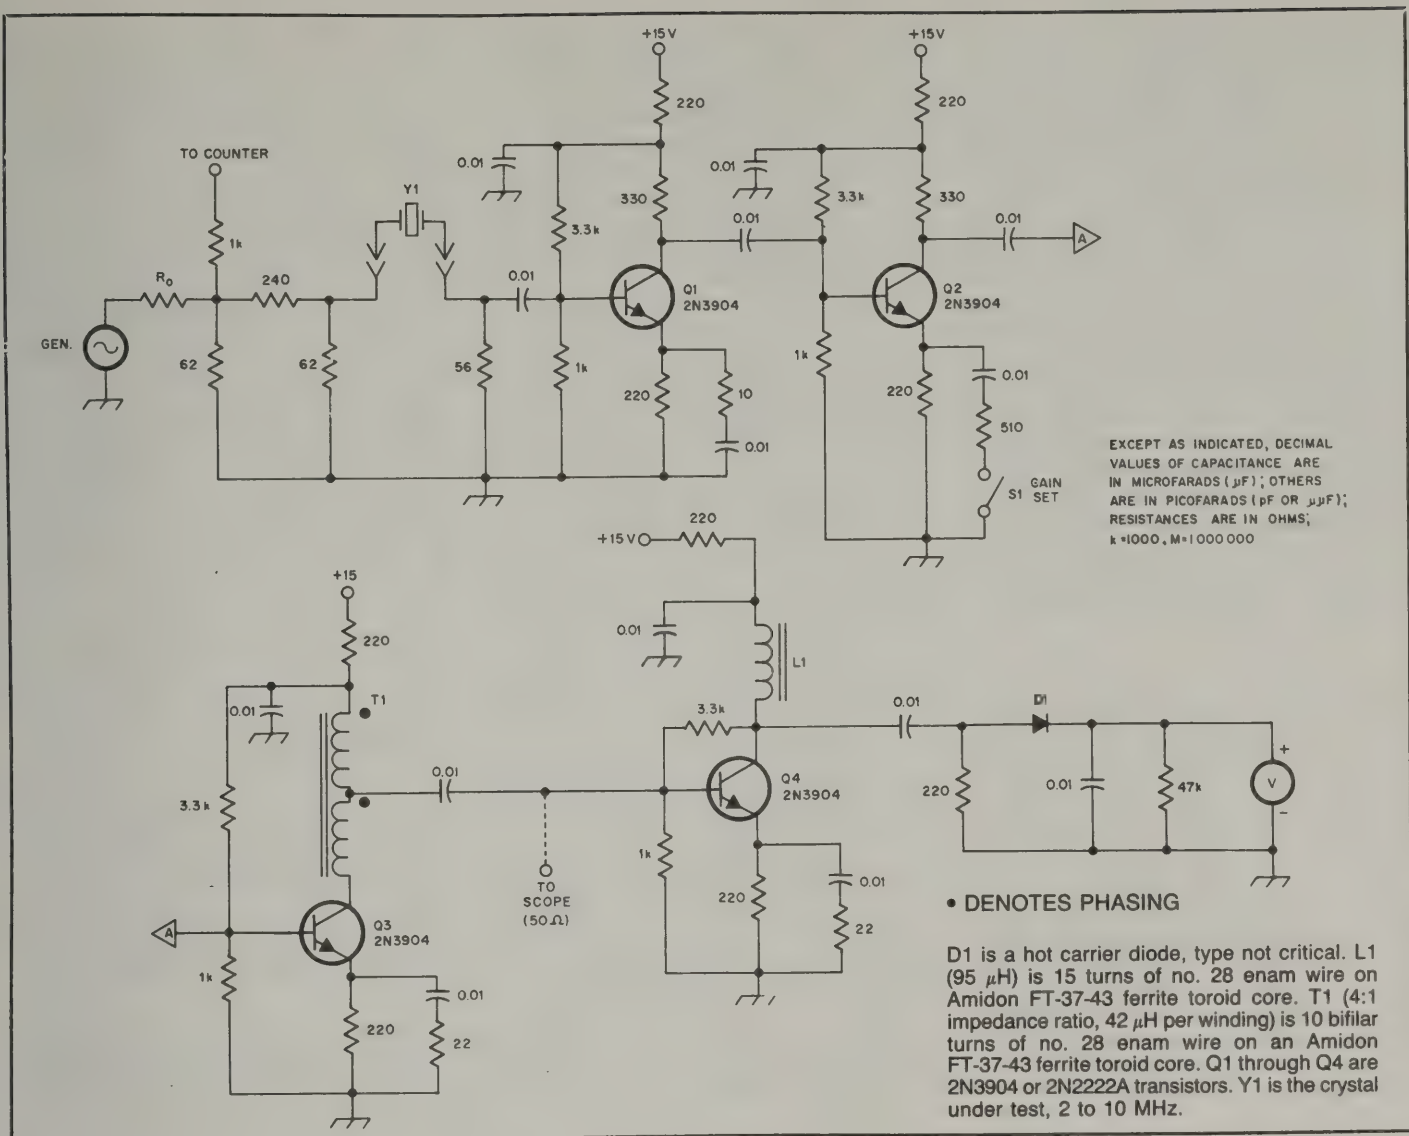 +15V
+15V
220
220
TO COUNTER
0.01
0.01
Y1
330
3.3k
330
1k
3.3k
0.01
0.01
A
R₀
240
0.01
Q1
2N3904
Q2
2N3904
GEN.
62
62
56
1k
220
10
1k
220
0.01
510
0.01
S1 GAIN
SET
EXCEPT AS INDICATED, DECIMAL
VALUES OF CAPACITANCE ARE
IN MICROFARADS (µF); OTHERS
ARE IN PICOFARADS (pF OR µµF);
RESISTANCES ARE IN OHMS;
k=1000, M=1000000
220
+15V
+15
220
0.01
L1
T1
0.01
3.3k
0.01
D1
0.01
Q4
2N3904
+
V
-
3.3k
220
0.01
47k
1k
TO
SCOPE
(50Ω)
220
0.01
22
A
Q3
2N3904
1k
0.01
220
22
• DENOTES PHASING
D1 is a hot carrier diode, type not critical. L1
(95 µH) is 15 turns of no. 28 enam wire on
Amidon FT-37-43 ferrite toroid core. T1 (4:1
impedance ratio, 42 µH per winding) is 10 bifilar
turns of no. 28 enam wire on an Amidon
FT-37-43 ferrite toroid core. Q1 through Q4 are
2N3904 or 2N2222A transistors. Y1 is the crystal
under test, 2 to 10 MHz.